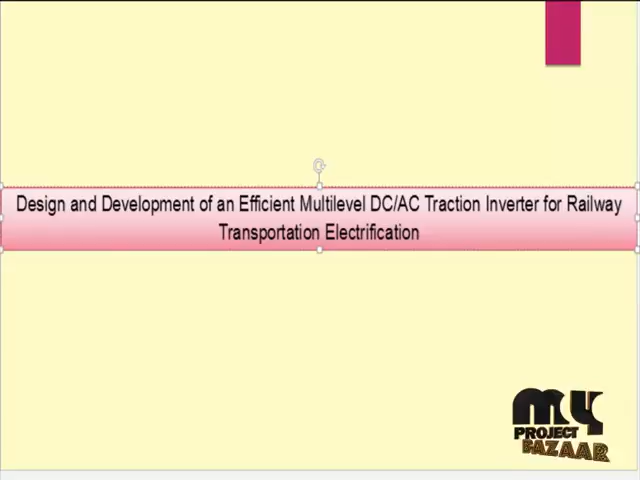 Design and Development of an Efficient Multilevel DC/AC Traction Inverter for Railway
Transportation Electrification
MY
PROJECT
BAZAAR